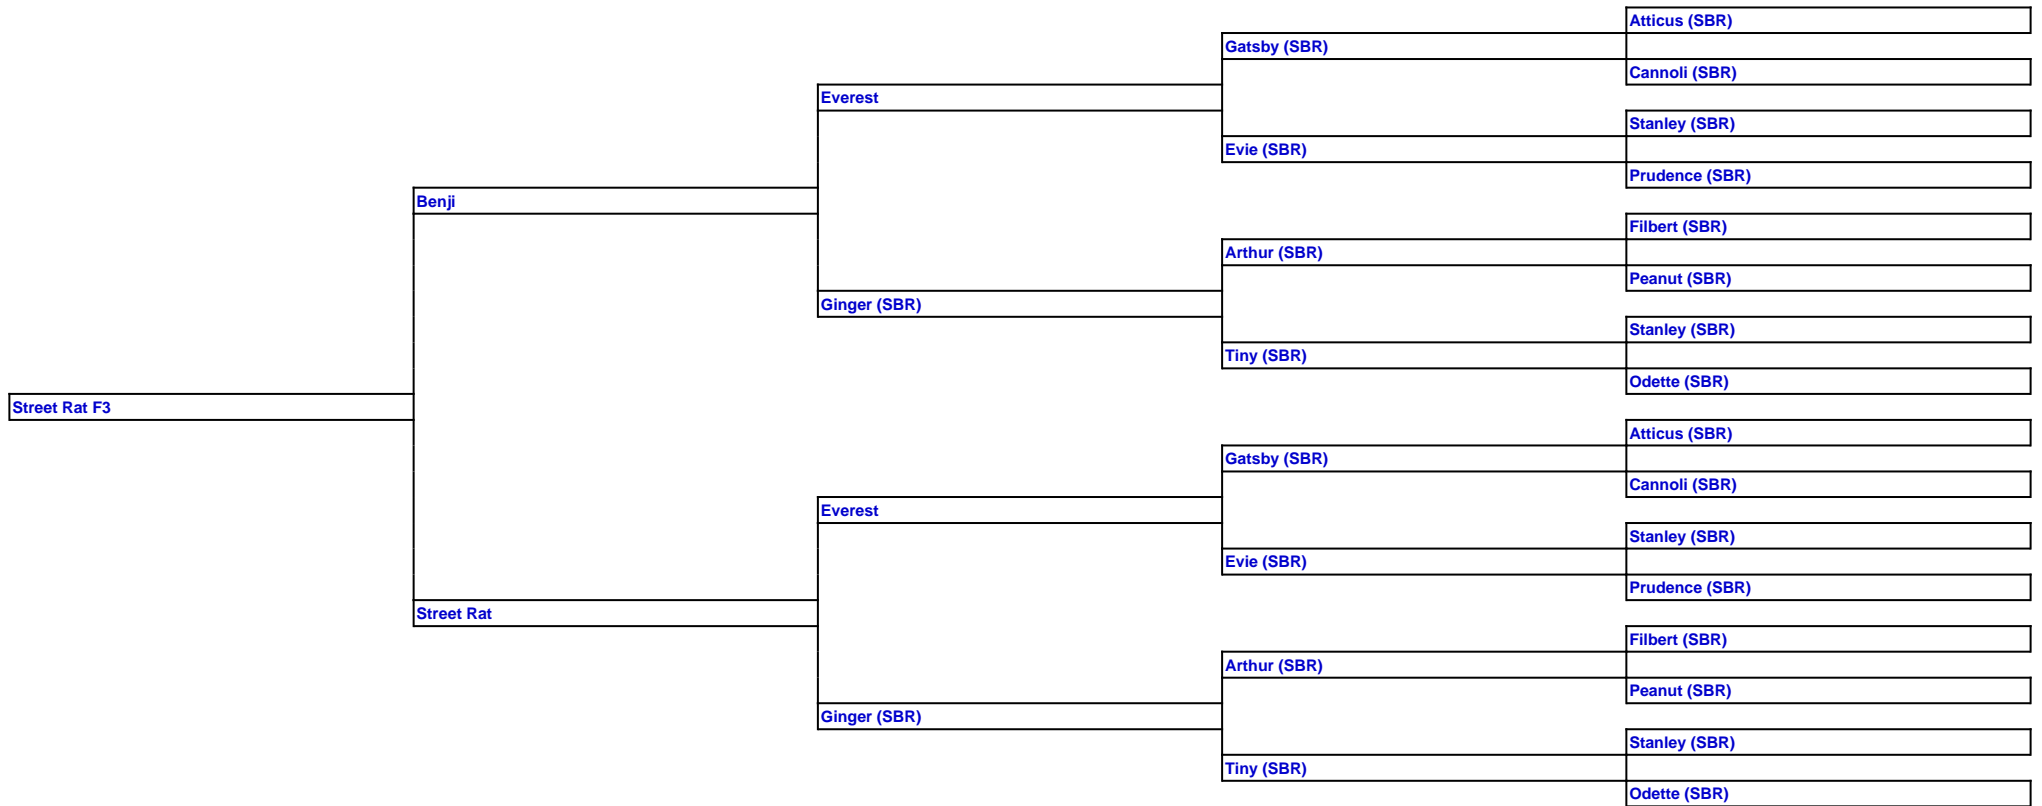 Atticus (SBR)
Gatsby (SBR)
Cannoli (SBR)
Everest
Stanley (SBR)
Evie (SBR)
Prudence (SBR)
Benji
Filbert (SBR)
Arthur (SBR)
Peanut (SBR)
Ginger (SBR)
Stanley (SBR)
Tiny (SBR)
Odette (SBR)
Street Rat F3
Atticus (SBR)
Gatsby (SBR)
Cannoli (SBR)
Everest
Stanley (SBR)
Evie (SBR)
Prudence (SBR)
Street Rat
Filbert (SBR)
Arthur (SBR)
Peanut (SBR)
Ginger (SBR)
Stanley (SBR)
Tiny (SBR)
Odette (SBR)